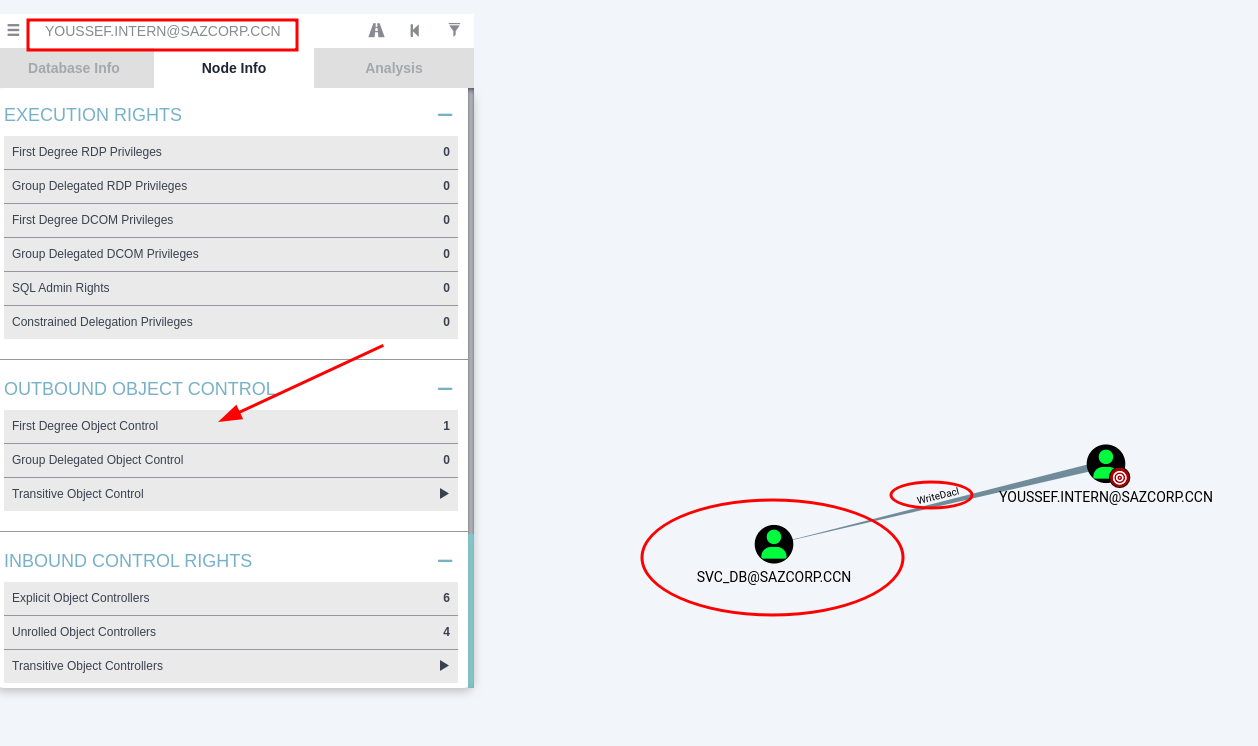 YOUSSEF.INTERN@SAZCORP.CCN
Database Info
Node Info
Analysis
EXECUTION RIGHTS
First Degree RDP Privileges 0
Group Delegated RDP Privileges 0
First Degree DCOM Privileges 0
Group Delegated DCOM Privileges 0
SQL Admin Rights 0
Constrained Delegation Privileges 0
OUTBOUND OBJECT CONTROL
First Degree Object Control 1
Group Delegated Object Control 0
Transitive Object Control
INBOUND CONTROL RIGHTS
Explicit Object Controllers 6
Unrolled Object Controllers 4
Transitive Object Controllers
WriteDacl
YOUSSEF.INTERN@SAZCORP.CCN
SVC_DB@SAZCORP.CCN